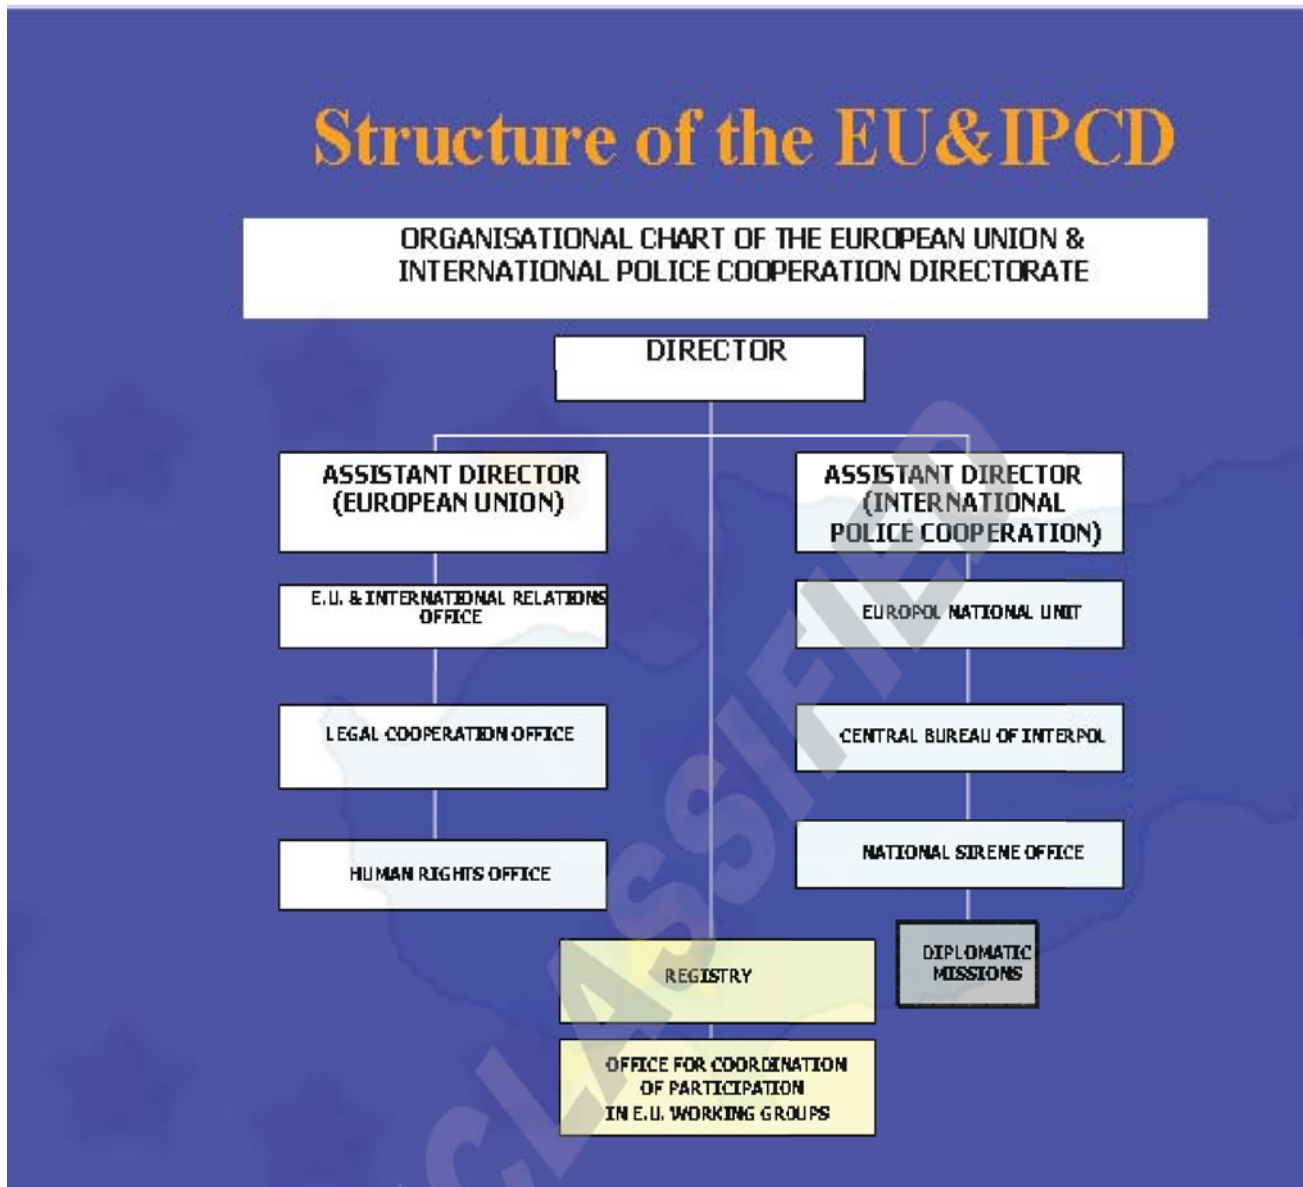 Structure of the EU&IPCD
ORGANISATIONAL CHART OF THE EUROPEAN UNION &
INTERNATIONAL POLICE COOPERATION DIRECTORATE
DIRECTOR
ASSISTANT DIRECTOR
(EUROPEAN UNION)
E.U. & INTERNATIONAL RELATIONS
OFFICE
LEGAL COOPERATION OFFICE
HUMAN RIGHTS OFFICE
ASSISTANT DIRECTOR
(INTERNATIONAL
POLICE COOPERATION)
EUROPOL NATIONAL UNIT
CENTRAL BUREAU OF INTERPOL
NATIONAL SIRENE OFFICE
DIPLOMATIC
MISSIONS
REGISTRY
OFFICE FOR COORDINATION
OF PARTICIPATION
IN E.U. WORKING GROUPS
CLASSIFIED